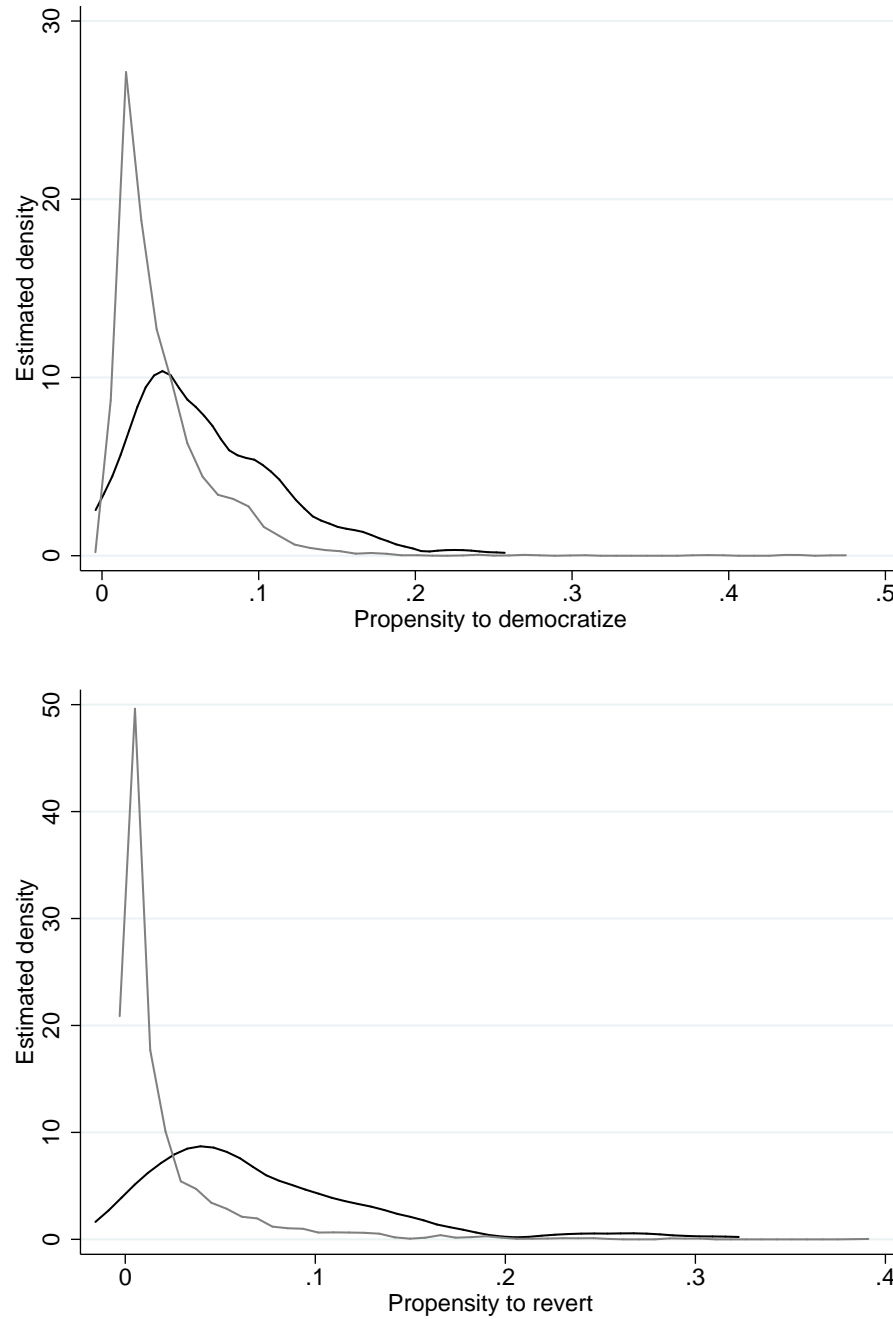 30
20
10
0
Estimated density
0 .1 .2 .3 .4 .5
Propensity to democratize
50
40
30
20
10
0
Estimated density
0 .1 .2 .3 .4
Propensity to revert